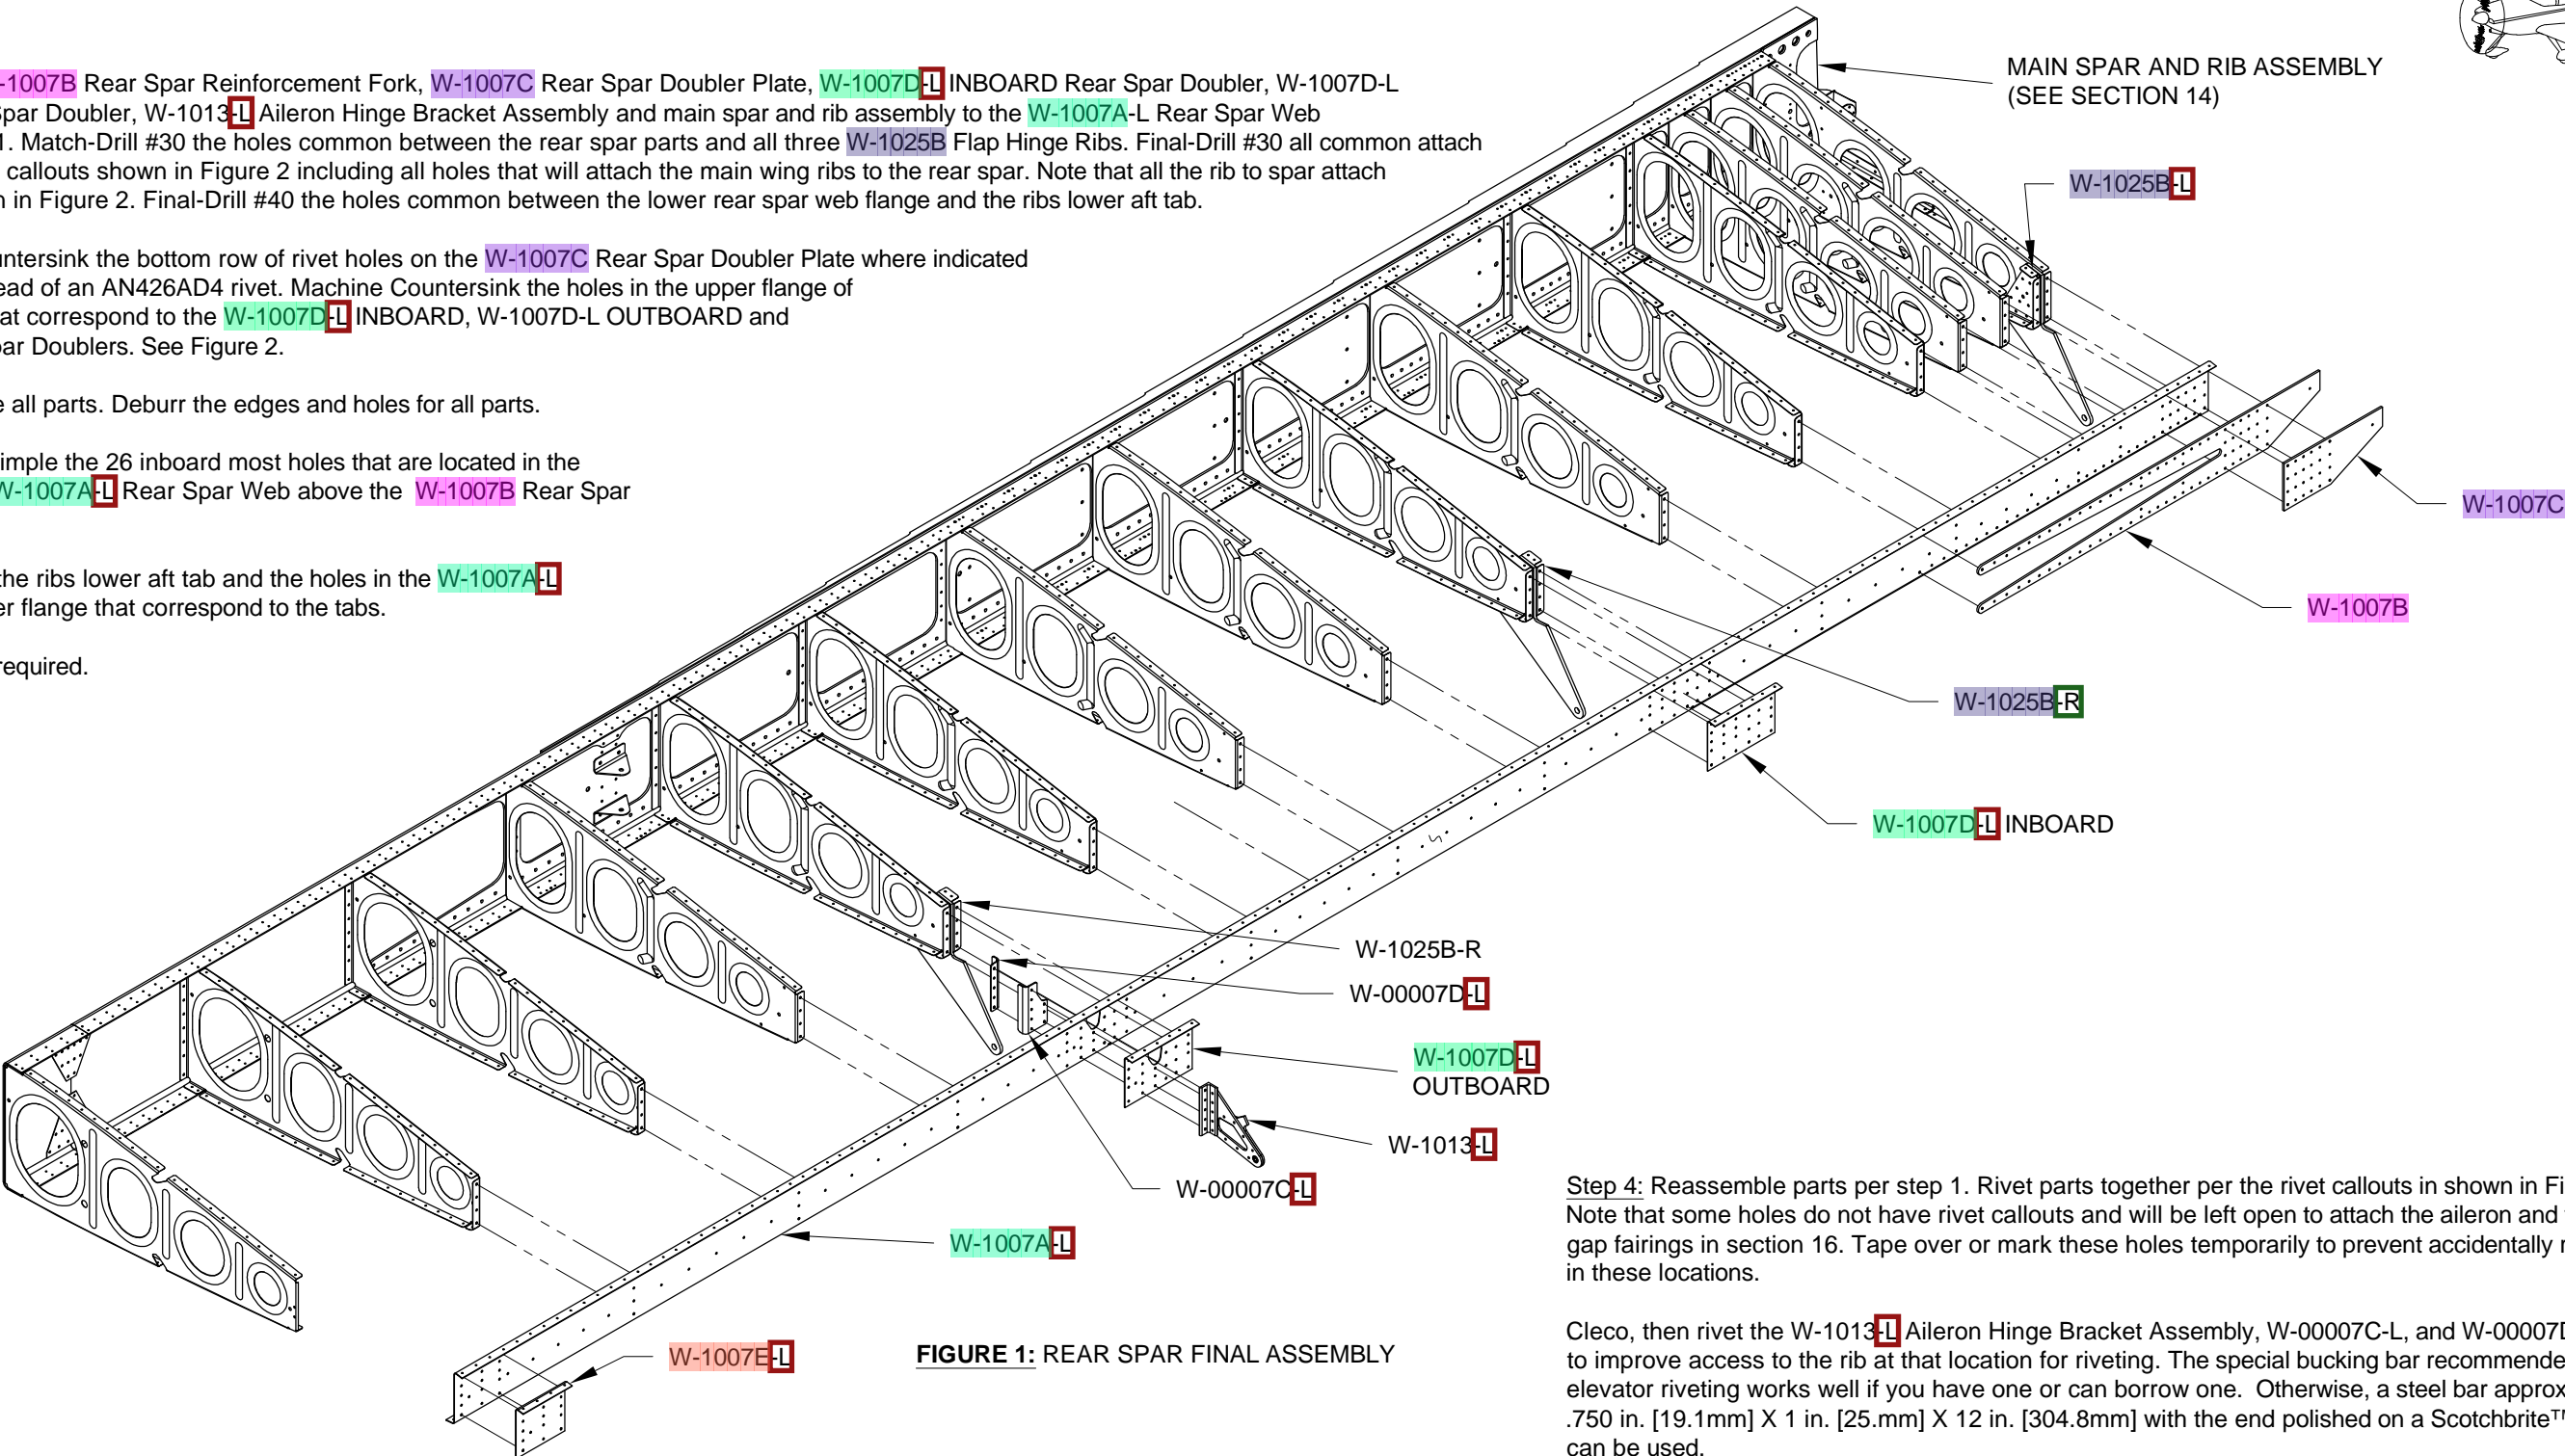 -1007B Rear Spar Reinforcement Fork, W-1007C Rear Spar Doubler Plate, W-1007D-L INBOARD Rear Spar Doubler, W-1007D-L
Spar Doubler, W-1013-L Aileron Hinge Bracket Assembly and main spar and rib assembly to the W-1007A-L Rear Spar Web
1. Match-Drill #30 the holes common between the rear spar parts and all three W-1025B Flap Hinge Ribs. Final-Drill #30 all common attach
callouts shown in Figure 2 including all holes that will attach the main wing ribs to the rear spar. Note that all the rib to spar attach
in Figure 2. Final-Drill #40 the holes common between the lower rear spar web flange and the ribs lower aft tab.
untersink the bottom row of rivet holes on the W-1007C Rear Spar Doubler Plate where indicated
ead of an AN426AD4 rivet. Machine Countersink the holes in the upper flange of
at correspond to the W-1007D-L INBOARD, W-1007D-L OUTBOARD and
par Doublers. See Figure 2.
e all parts. Deburr the edges and holes for all parts.
imple the 26 inboard most holes that are located in the
W-1007A-L Rear Spar Web above the W-1007B Rear Spar
the ribs lower aft tab and the holes in the W-1007A-L
er flange that correspond to the tabs.
required.
MAIN SPAR AND RIB ASSEMBLY
(SEE SECTION 14)
W-1025B-L
W-1007C
W-1007B
W-1025B-R
W-1007D-L INBOARD
W-1025B-R
W-00007D-L
W-1007D-L
OUTBOARD
W-1013-L
W-00007C-L
W-1007A-L
W-1007E-L
FIGURE 1: REAR SPAR FINAL ASSEMBLY
Step 4: Reassemble parts per step 1. Rivet parts together per the rivet callouts in shown in Fi
Note that some holes do not have rivet callouts and will be left open to attach the aileron and
gap fairings in section 16. Tape over or mark these holes temporarily to prevent accidentally
in these locations.
Cleco, then rivet the W-1013-L Aileron Hinge Bracket Assembly, W-00007C-L, and W-00007D
to improve access to the rib at that location for riveting. The special bucking bar recommende
elevator riveting works well if you have one or can borrow one. Otherwise, a steel bar approx
.750 in. [19.1mm] X 1 in. [25.mm] X 12 in. [304.8mm] with the end polished on a Scotchbrite™
can be used.